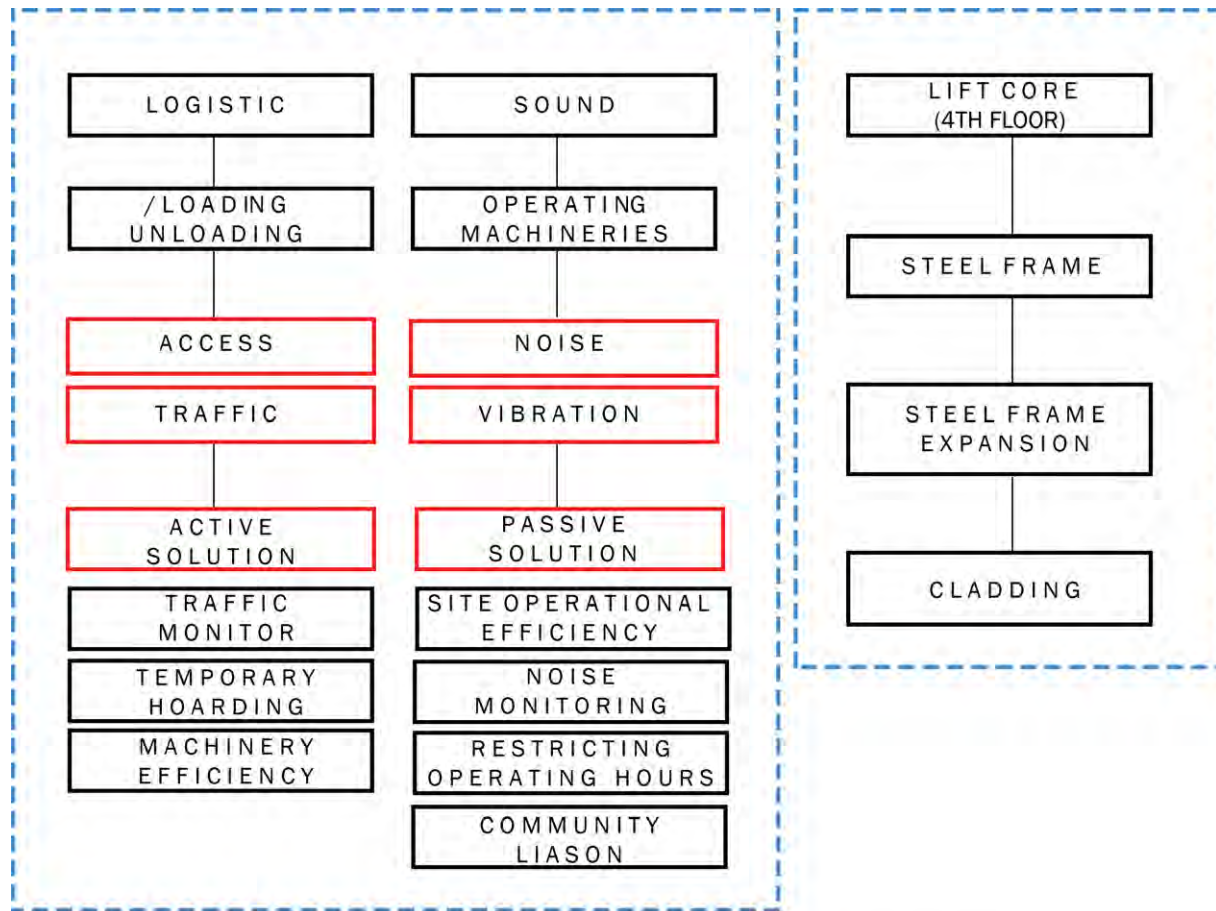 LOGISTIC
/LOADING
UNLOADING
ACCESS
TRAFFIC
ACTIVE
SOLUTION
TRAFFIC
MONITOR
TEMPORARY
HOARDING
MACHINERY
EFFICIENCY
SOUND
OPERATING
MACHINERIES
NOISE
VIBRATION
PASSIVE
SOLUTION
SITE OPERATIONAL
EFFICIENCY
NOISE
MONITORING
RESTRICTING
OPERATING HOURS
COMMUNITY
LIASON
LIFT CORE
(4TH FLOOR)
STEEL FRAME
STEEL FRAME
EXPANSION
CLADDING